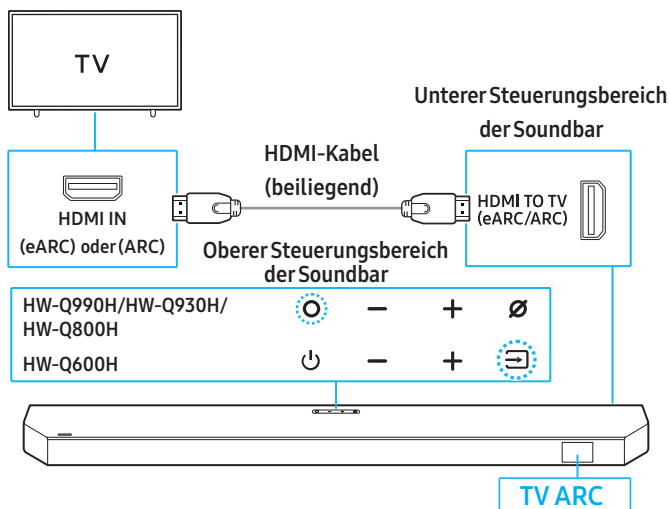 TV
Unterer Steuerungsbereich
der Soundbar
HDMI-Kabel
(beiliegend)
HDMI IN
(eARC) oder (ARC)
HDMI TO TV
(eARC/ARC)
Oberer Steuerungsbereich
der Soundbar
HW-Q990H/HW-Q930H/
HW-Q800H
HW-Q600H
TV ARC